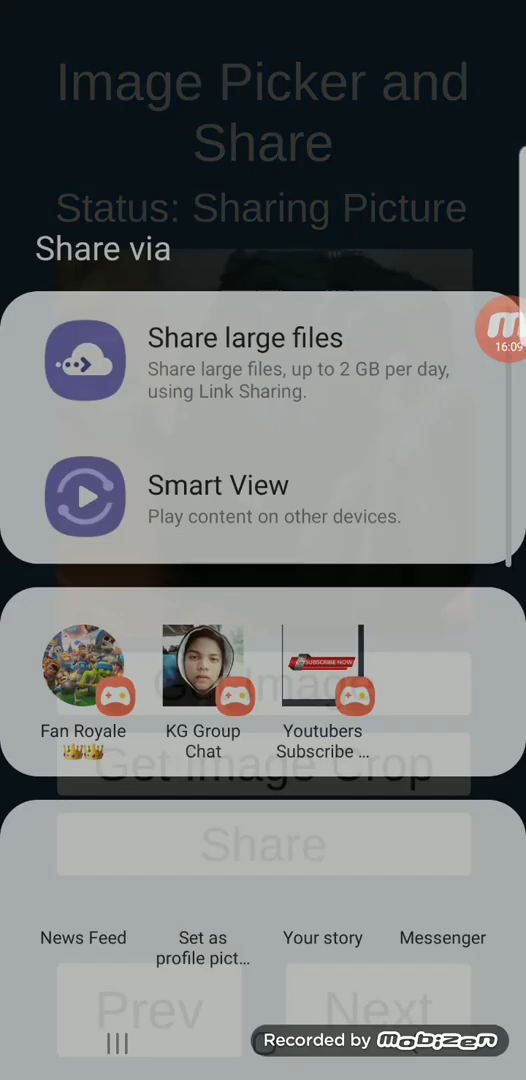 Image Picker and
Share
Status: Sharing Picture
Share via
Share large files
Share large files, up to 2 GB per day,
using Link Sharing.
16:09
Smart View
Play content on other devices.
SUBSCRIBE NOW
Get Image
Fan Royale
👑👑
KG Group
Chat
Youtubers
Subscribe ...
Get Image Crop
Share
News Feed
Set as
profile pict...
Your story
Messenger
Prev
Next
Recorded by mobizen